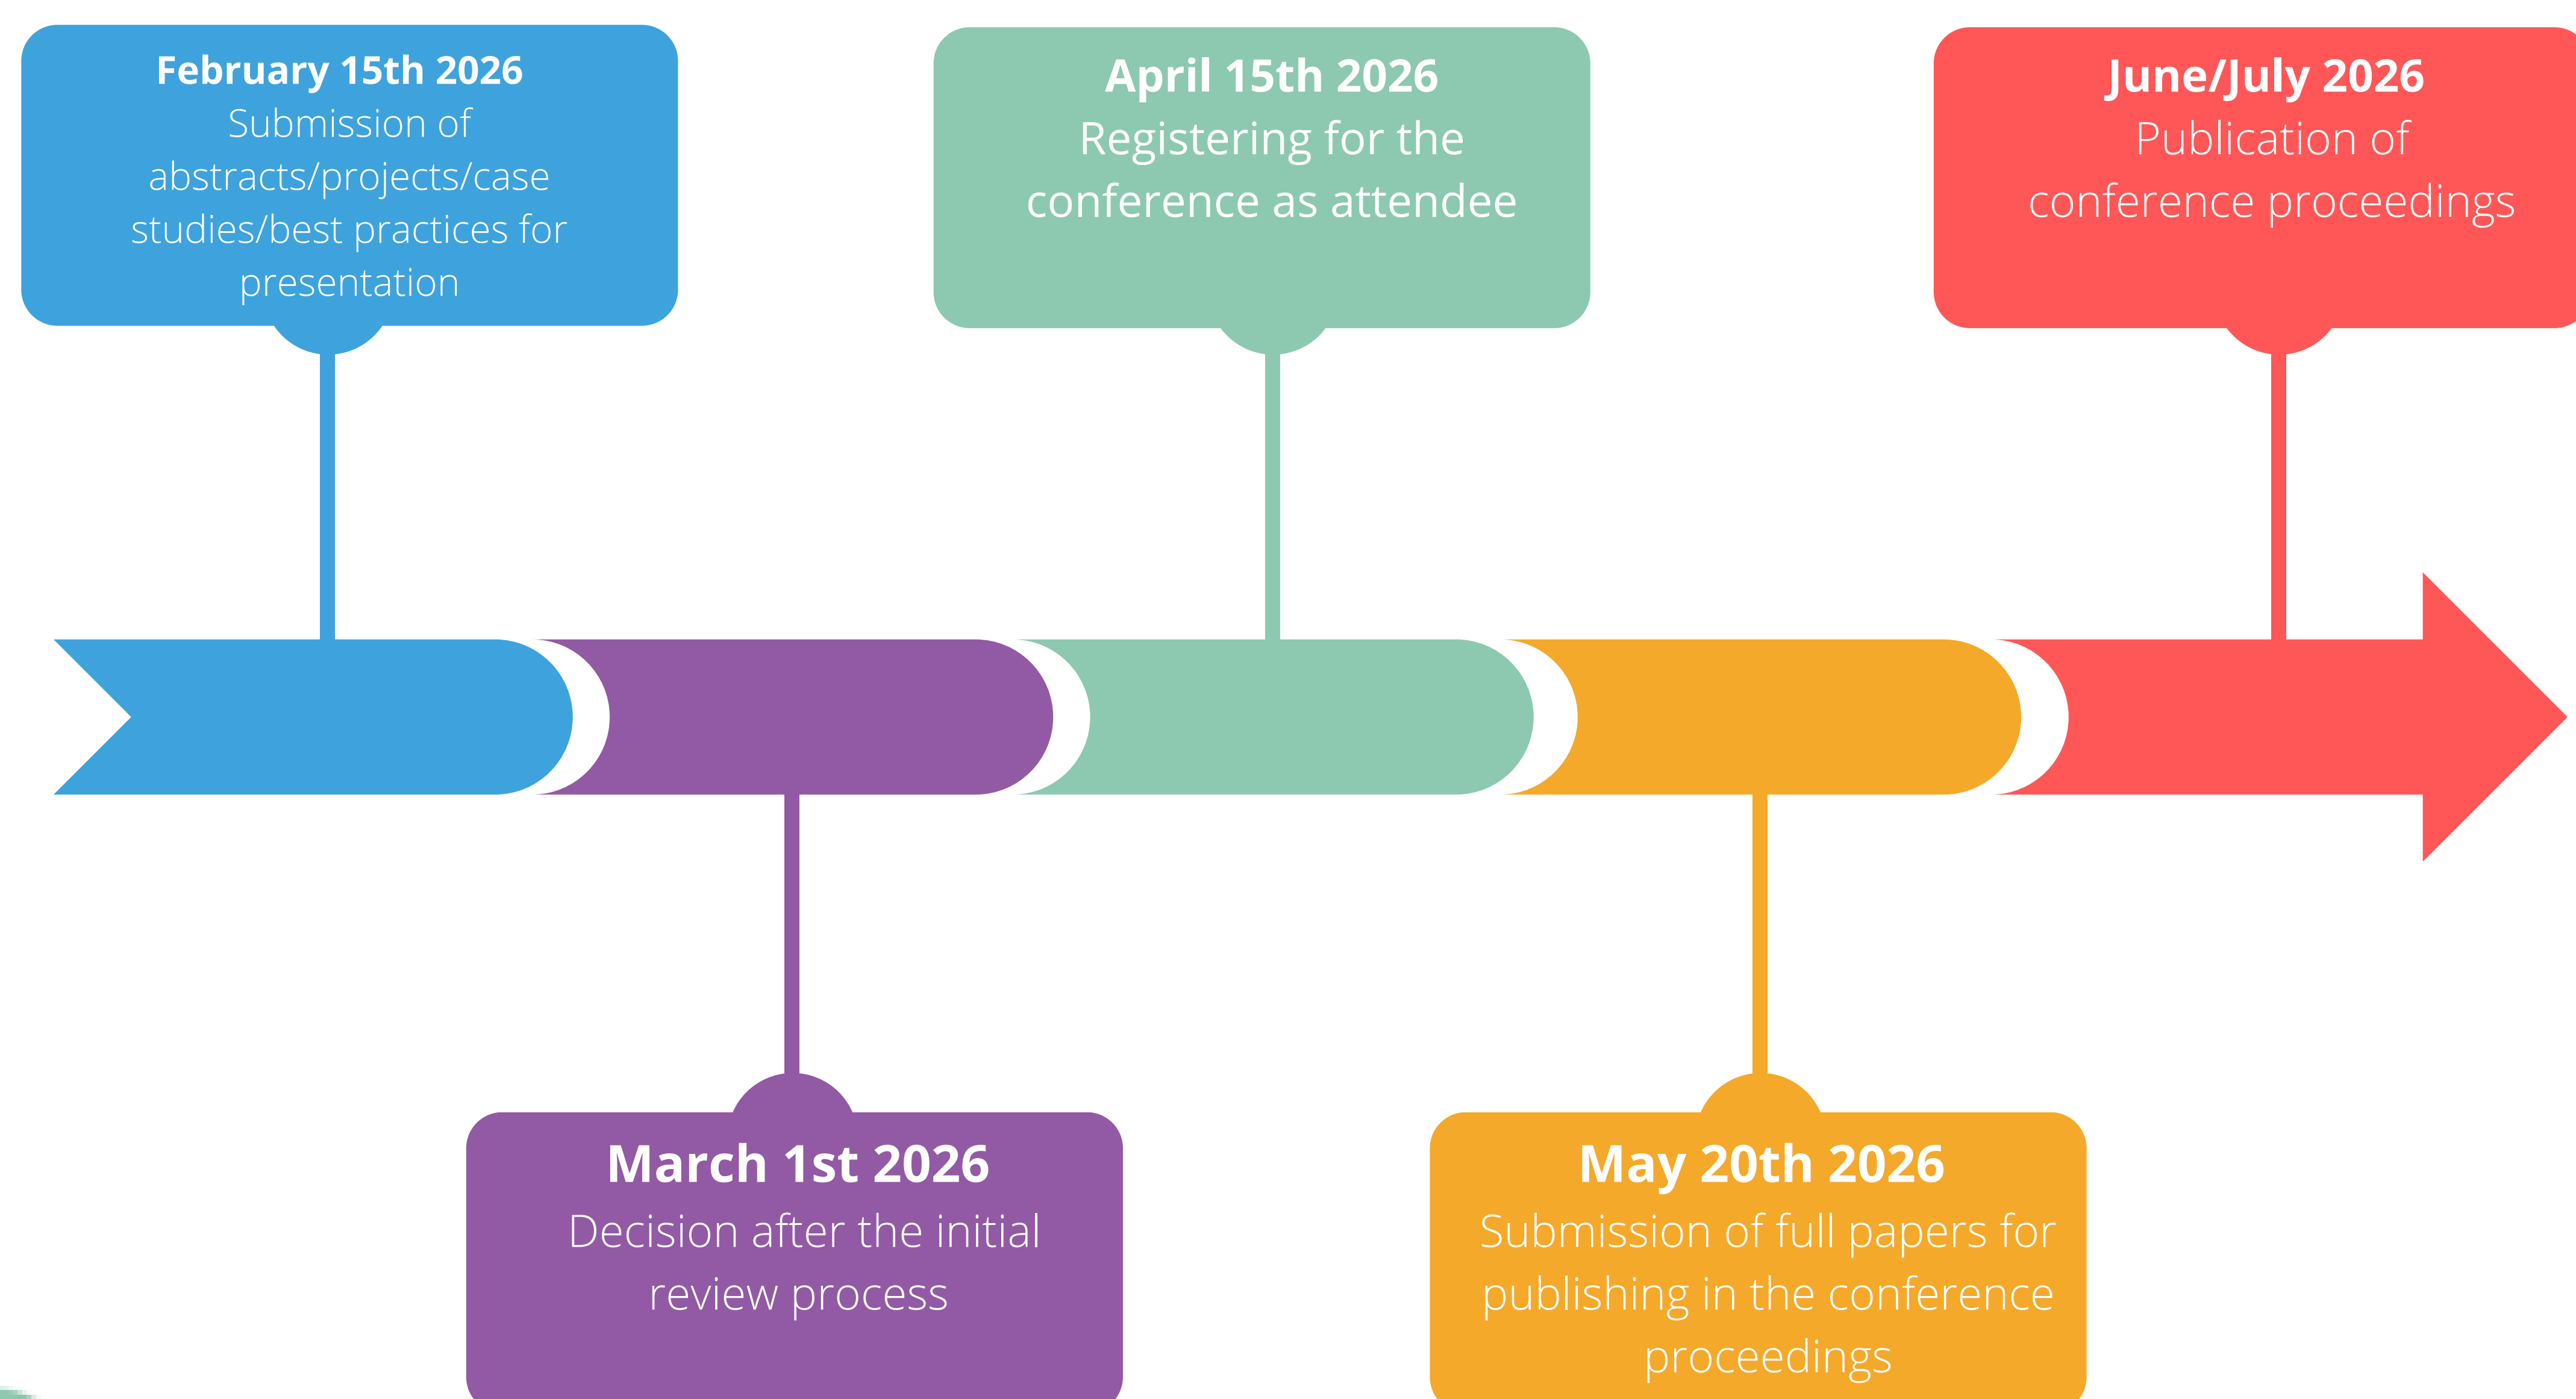 February 15th 2026
Submission of
abstracts/projects/case
studies/best practices for
presentation
April 15th 2026
Registering for the
conference as attendee
June/July 2026
Publication of
conference proceedings
March 1st 2026
Decision after the initial
review process
May 20th 2026
Submission of full papers for
publishing in the conference
proceedings